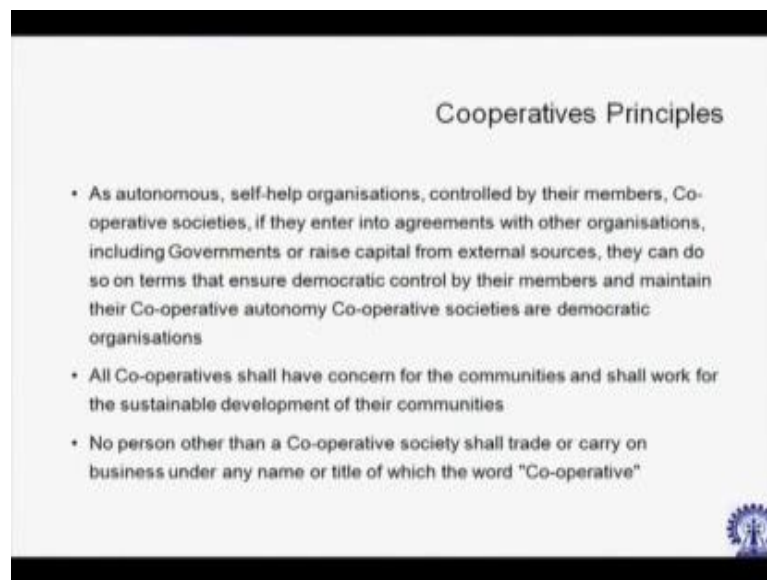 Cooperatives Principles
• As autonomous, self-help organisations, controlled by their members, Co-
operative societies, if they enter into agreements with other organisations,
including Governments or raise capital from external sources, they can do
so on terms that ensure democratic control by their members and maintain
their Co-operative autonomy Co-operative societies are democratic
organisations
• All Co-operatives shall have concern for the communities and shall work for
the sustainable development of their communities
• No person other than a Co-operative society shall trade or carry on
business under any name or title of which the word "Co-operative"